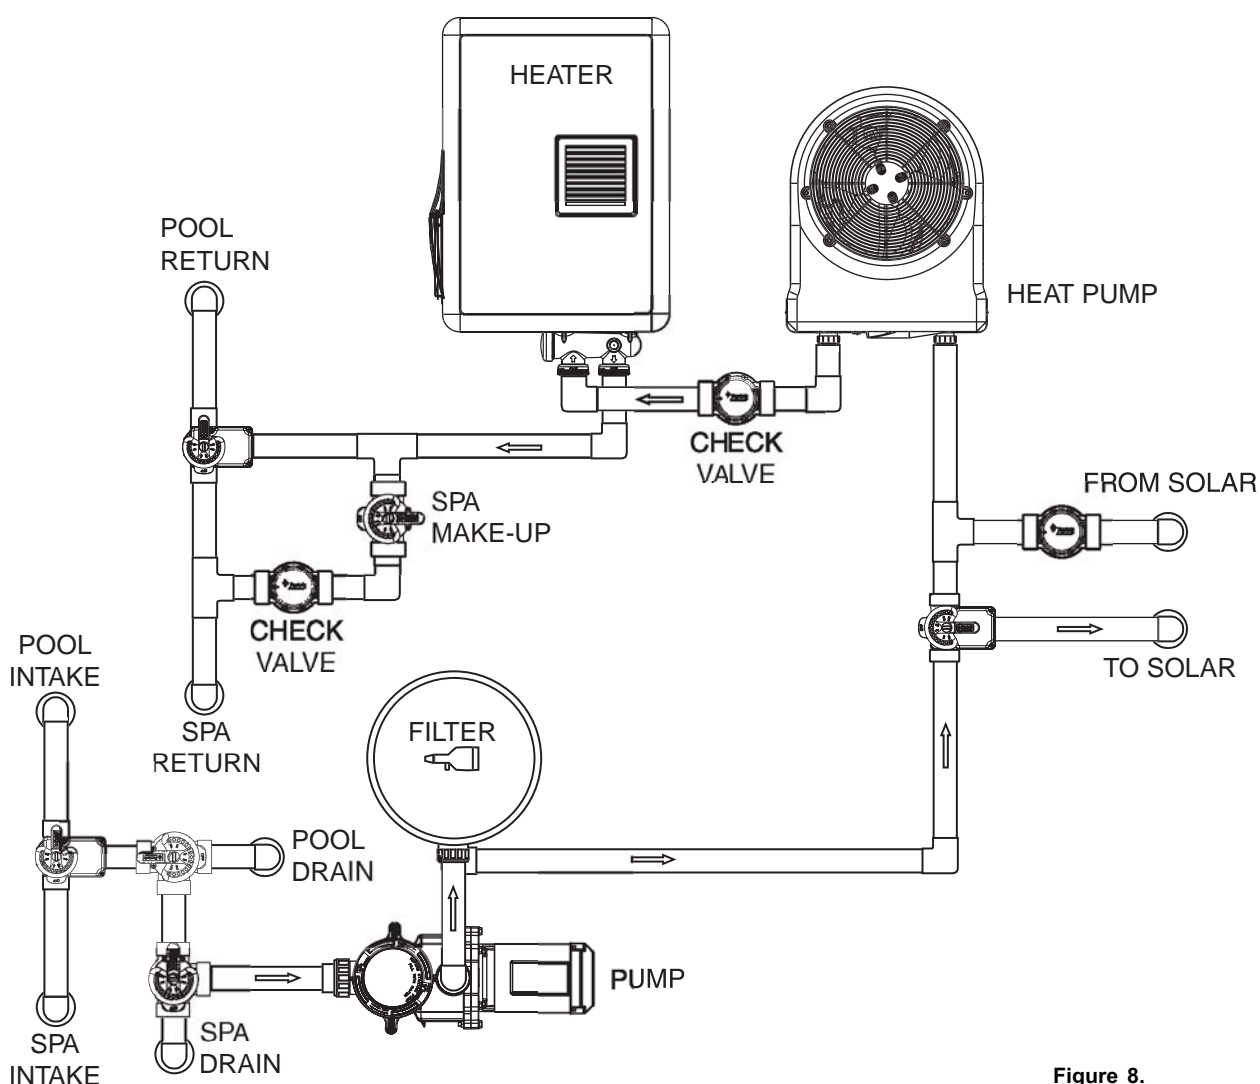 HEATER
POOL
RETURN
HEAT PUMP
CHECK
VALVE
FROM SOLAR
SPA
MAKE-UP
CHECK
VALVE
TO SOLAR
POOL
INTAKE
SPA
RETURN
FILTER
POOL
DRAIN
PUMP
SPA
DRAIN
SPA
INTAKE
Figure 8.